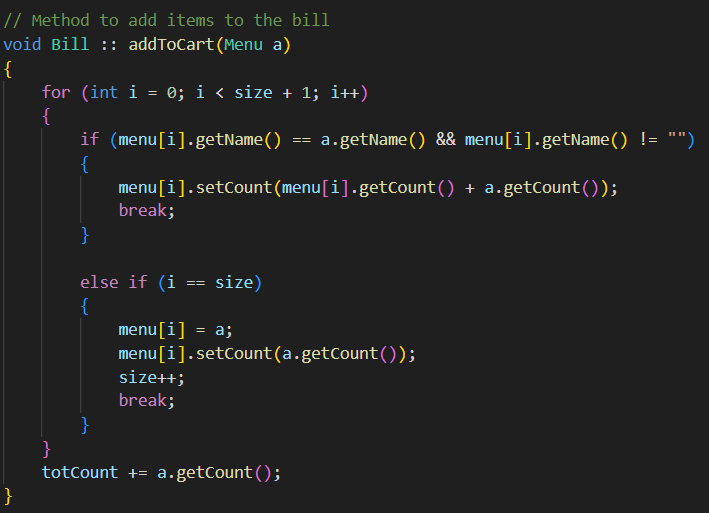 // Method to add items to the bill
void Bill :: addToCart(Menu a)
{
    for (int i = 0; i < size + 1; i++)
    {
        if (menu[i].getName() == a.getName() && menu[i].getName() != "")
        {
            menu[i].setCount(menu[i].getCount() + a.getCount());
            break;
        }

        else if (i == size)
        {
            menu[i] = a;
            menu[i].setCount(a.getCount());
            size++;
            break;
        }
    }
    totCount += a.getCount();
}